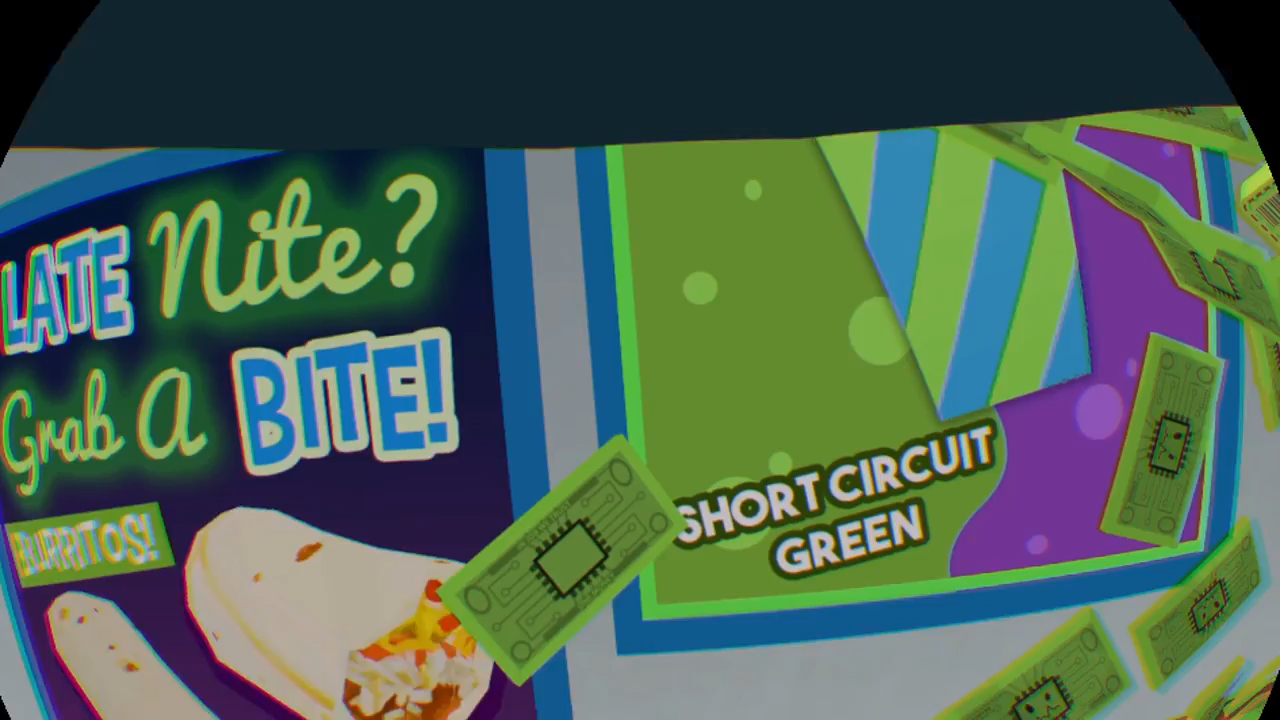 LATE Nite?
Grab A BITE!
BURRITOS!
SHORT CIRCUIT
GREEN